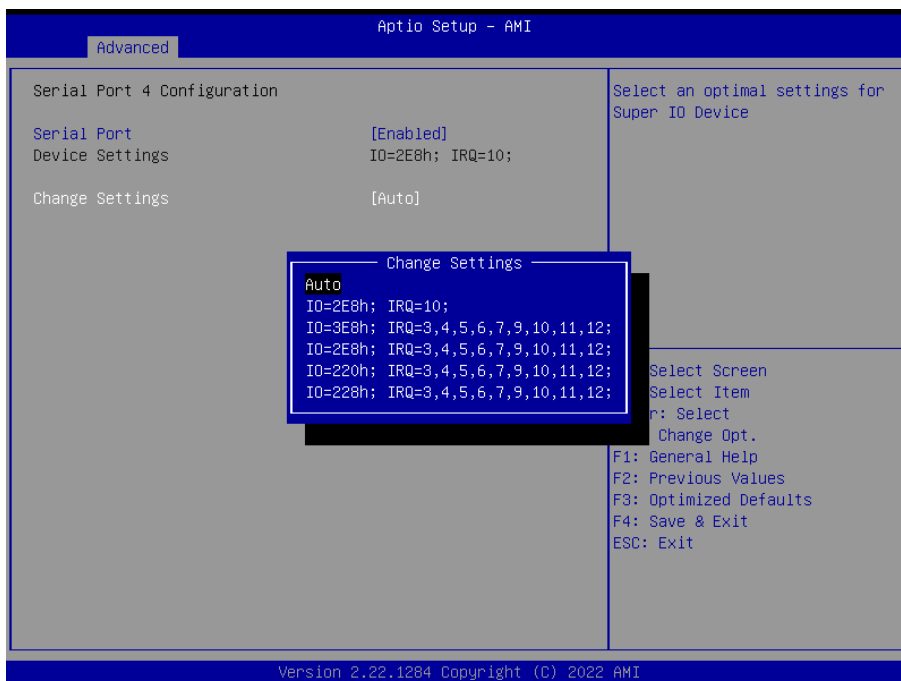 Aptio Setup – AMI
Advanced
Serial Port 4 Configuration
Serial Port [Enabled]
Device Settings IO=2E8h; IRQ=10;
Change Settings [Auto]
Select an optimal settings for
Super IO Device
Change Settings
Auto
IO=2E8h; IRQ=10;
IO=3E8h; IRQ=3,4,5,6,7,9,10,11,12;
IO=2E8h; IRQ=3,4,5,6,7,9,10,11,12;
IO=220h; IRQ=3,4,5,6,7,9,10,11,12;
IO=228h; IRQ=3,4,5,6,7,9,10,11,12;
Select Screen
Select Item
r: Select
Change Opt.
F1: General Help
F2: Previous Values
F3: Optimized Defaults
F4: Save & Exit
ESC: Exit
Version 2.22.1284 Copyright (C) 2022 AMI